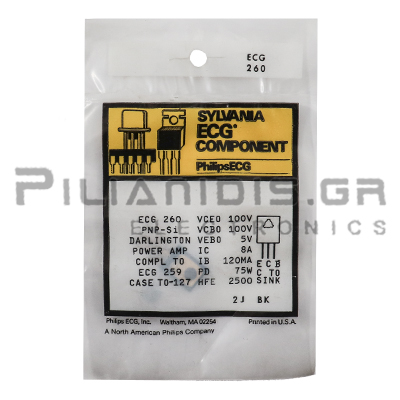 ECG
260
SYLVANIA
ECG®
COMPONENT
Philips ECG
PILIANIDIS.GR
ELECTRONICS
ECG 260 VCEO 100V
PNP-Si VCBO 100V
DARLINGTON VEBO 5V
POWER AMP IC 8A
COMPL TO IB 120MA E C B
ECG 259 PD 75W C TO
CASE TO-127 HFE 2500 SINK
2J BK
Philips ECG, Inc. Waltham, MA 02254 Printed in U.S.A.
A North American Philips Company